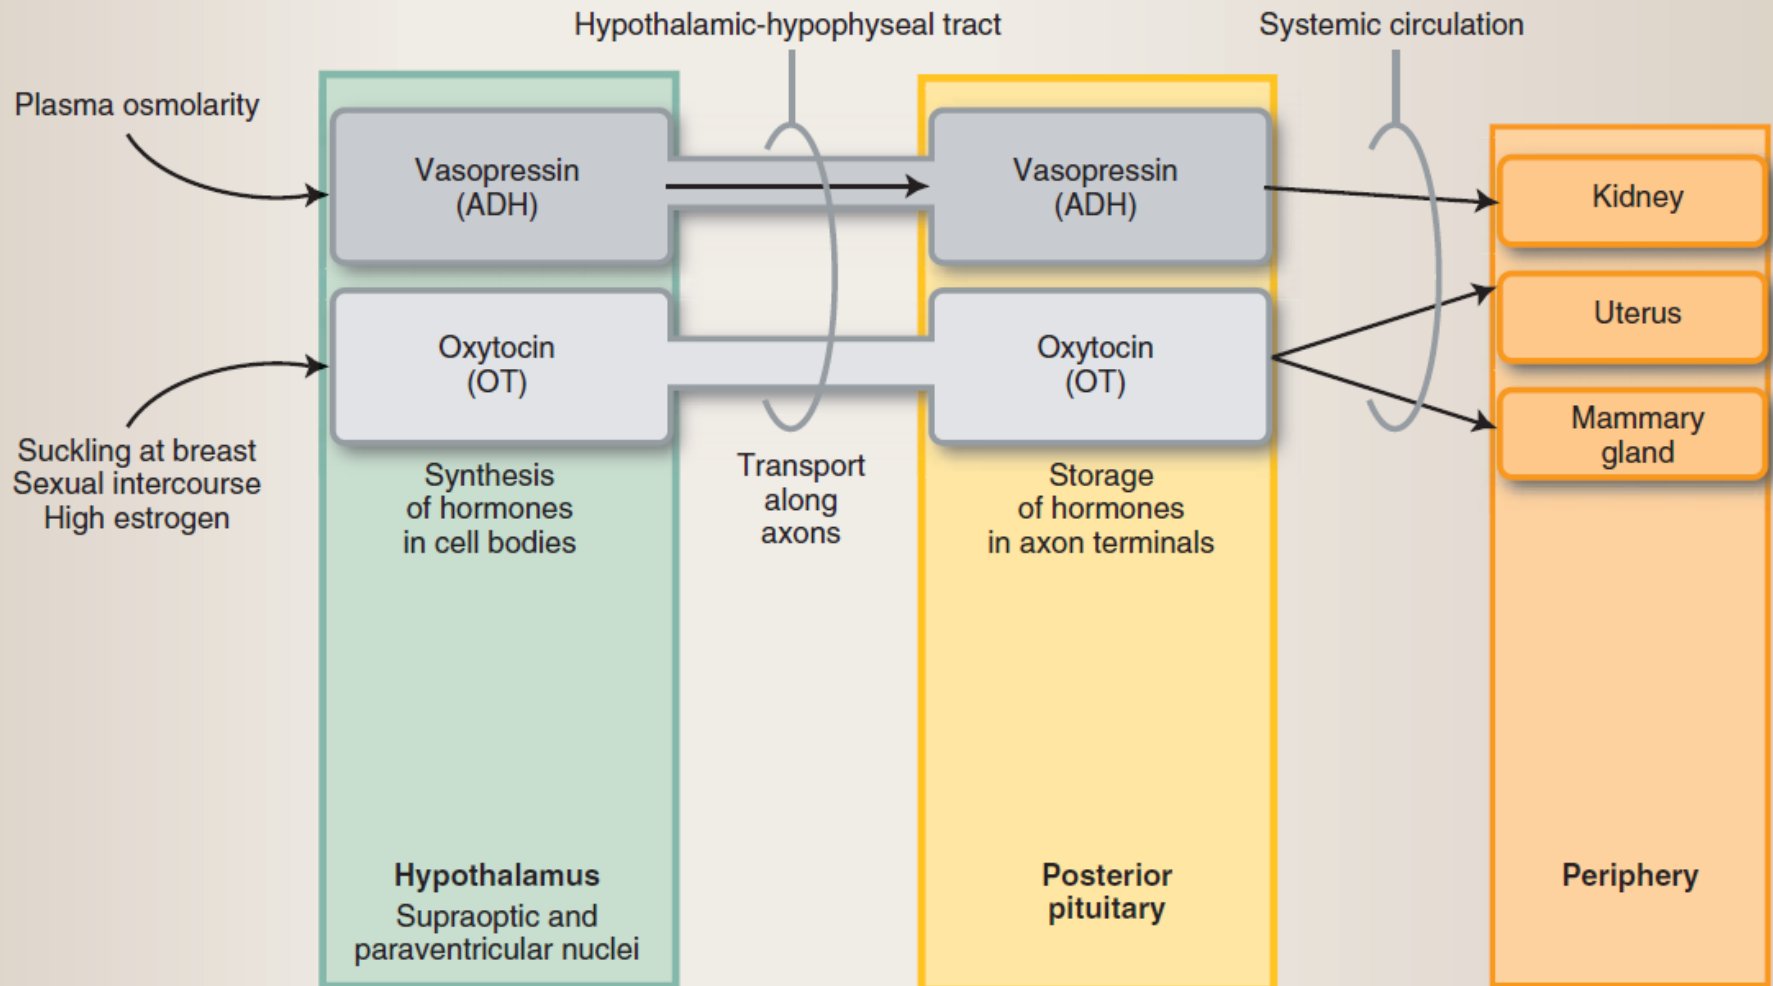 Hypothalamic-hypophyseal tract
Systemic circulation
Plasma osmolarity
Vasopressin
(ADH)
Vasopressin
(ADH)
Kidney
Oxytocin
(OT)
Oxytocin
(OT)
Uterus
Mammary
gland
Suckling at breast
Sexual intercourse
High estrogen
Synthesis
of hormones
in cell bodies
Transport
along
axons
Storage
of hormones
in axon terminals
Hypothalamus
Supraoptic and
paraventricular nuclei
Posterior
pituitary
Periphery